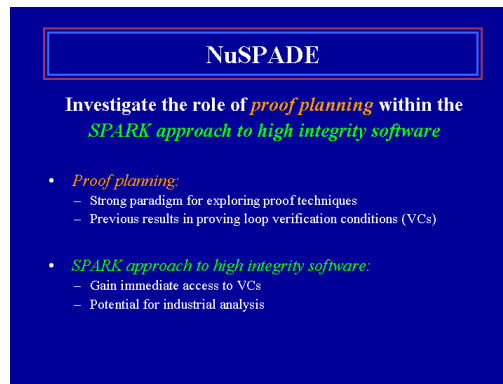 NuSPADE
Investigate the role of proof planning within the
SPARK approach to high integrity software
• Proof planning:
– Strong paradigm for exploring proof techniques
– Previous results in proving loop verification conditions (VCs)
• SPARK approach to high integrity software:
– Gain immediate access to VCs
– Potential for industrial analysis